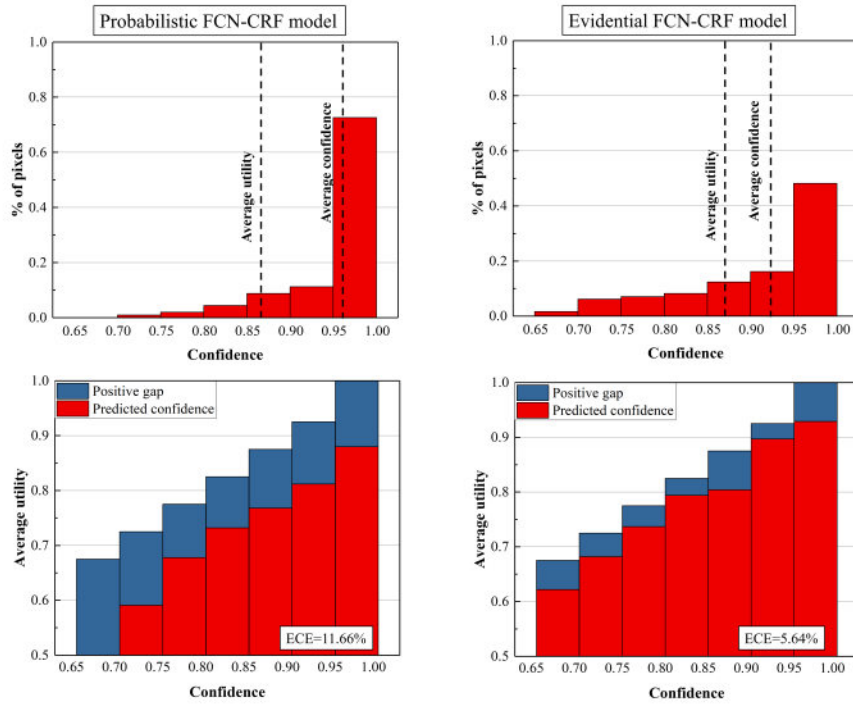 Probabilistic FCN-CRF model
Evidential FCN-CRF model
1.0
0.8
0.6
0.4
0.2
0.0
% of pixels
Average utility
Average confidence
0.65 0.70 0.75 0.80 0.85 0.90 0.95 1.00
Confidence
1.0
0.8
0.6
0.4
0.2
0.0
% of pixels
Average utility
Average confidence
0.65 0.70 0.75 0.80 0.85 0.90 0.95 1.00
Confidence
1.0
0.9
0.8
0.7
0.6
0.5
Average utility
Positive gap
Predicted confidence
ECE=11.66%
0.65 0.70 0.75 0.80 0.85 0.90 0.95 1.00
Confidence
1.0
0.9
0.8
0.7
0.6
0.5
Average utility
Positive gap
Predicted confidence
ECE=5.64%
0.65 0.70 0.75 0.80 0.85 0.90 0.95 1.00
Confidence